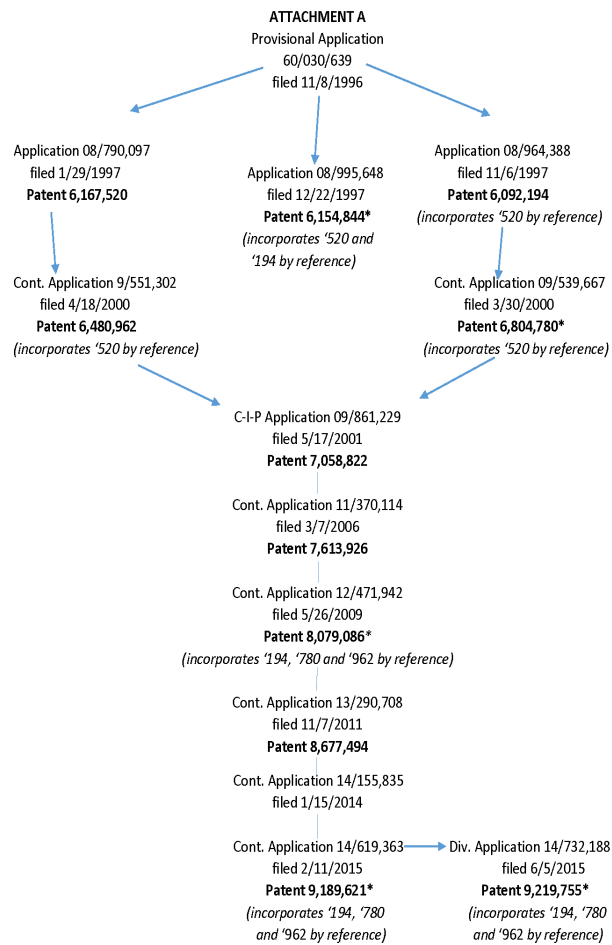 ATTACHMENT A
Provisional Application
60/030/639
filed 11/8/1996
Application 08/790,097
filed 1/29/1997
Patent 6,167,520
Application 08/995,648
filed 12/22/1997
Patent 6,154,844*
(incorporates ‘520 and
‘194 by reference)
Application 08/964,388
filed 11/6/1997
Patent 6,092,194
(incorporates ‘520 by reference)
Cont. Application 9/551,302
filed 4/18/2000
Patent 6,480,962
(incorporates ‘520 by reference)
Cont. Application 09/539,667
filed 3/30/2000
Patent 6,804,780*
(incorporates ‘520 by reference)
C-I-P Application 09/861,229
filed 5/17/2001
Patent 7,058,822
Cont. Application 11/370,114
filed 3/7/2006
Patent 7,613,926
Cont. Application 12/471,942
filed 5/26/2009
Patent 8,079,086*
(incorporates ‘194, ‘780 and ‘962 by reference)
Cont. Application 13/290,708
filed 11/7/2011
Patent 8,677,494
Cont. Application 14/155,835
filed 1/15/2014
Cont. Application 14/619,363
filed 2/11/2015
Patent 9,189,621*
(incorporates ‘194, ‘780
and ‘962 by reference)
Div. Application 14/732,188
filed 6/5/2015
Patent 9,219,755*
(incorporates ‘194, ‘780
and ‘962 by reference)